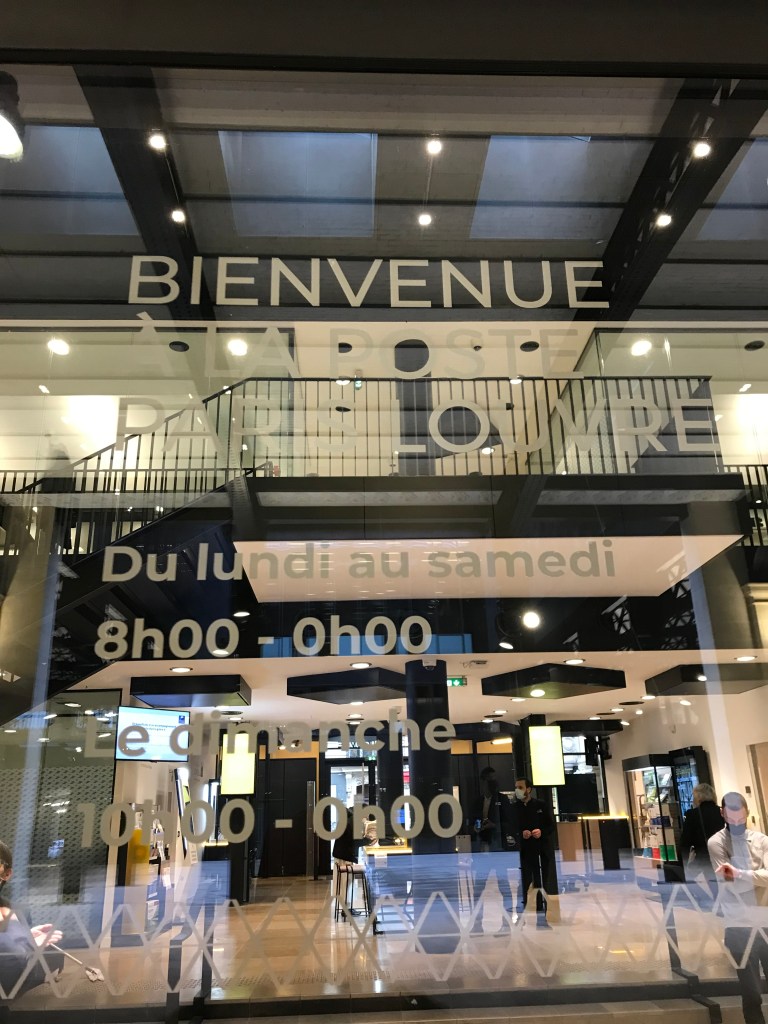 BIENVENUE
À LA POSTE
PARIS LOUVRE
Du lundi au samedi
8h00 - 0h00
Le dimanche
10h00 - 0h00